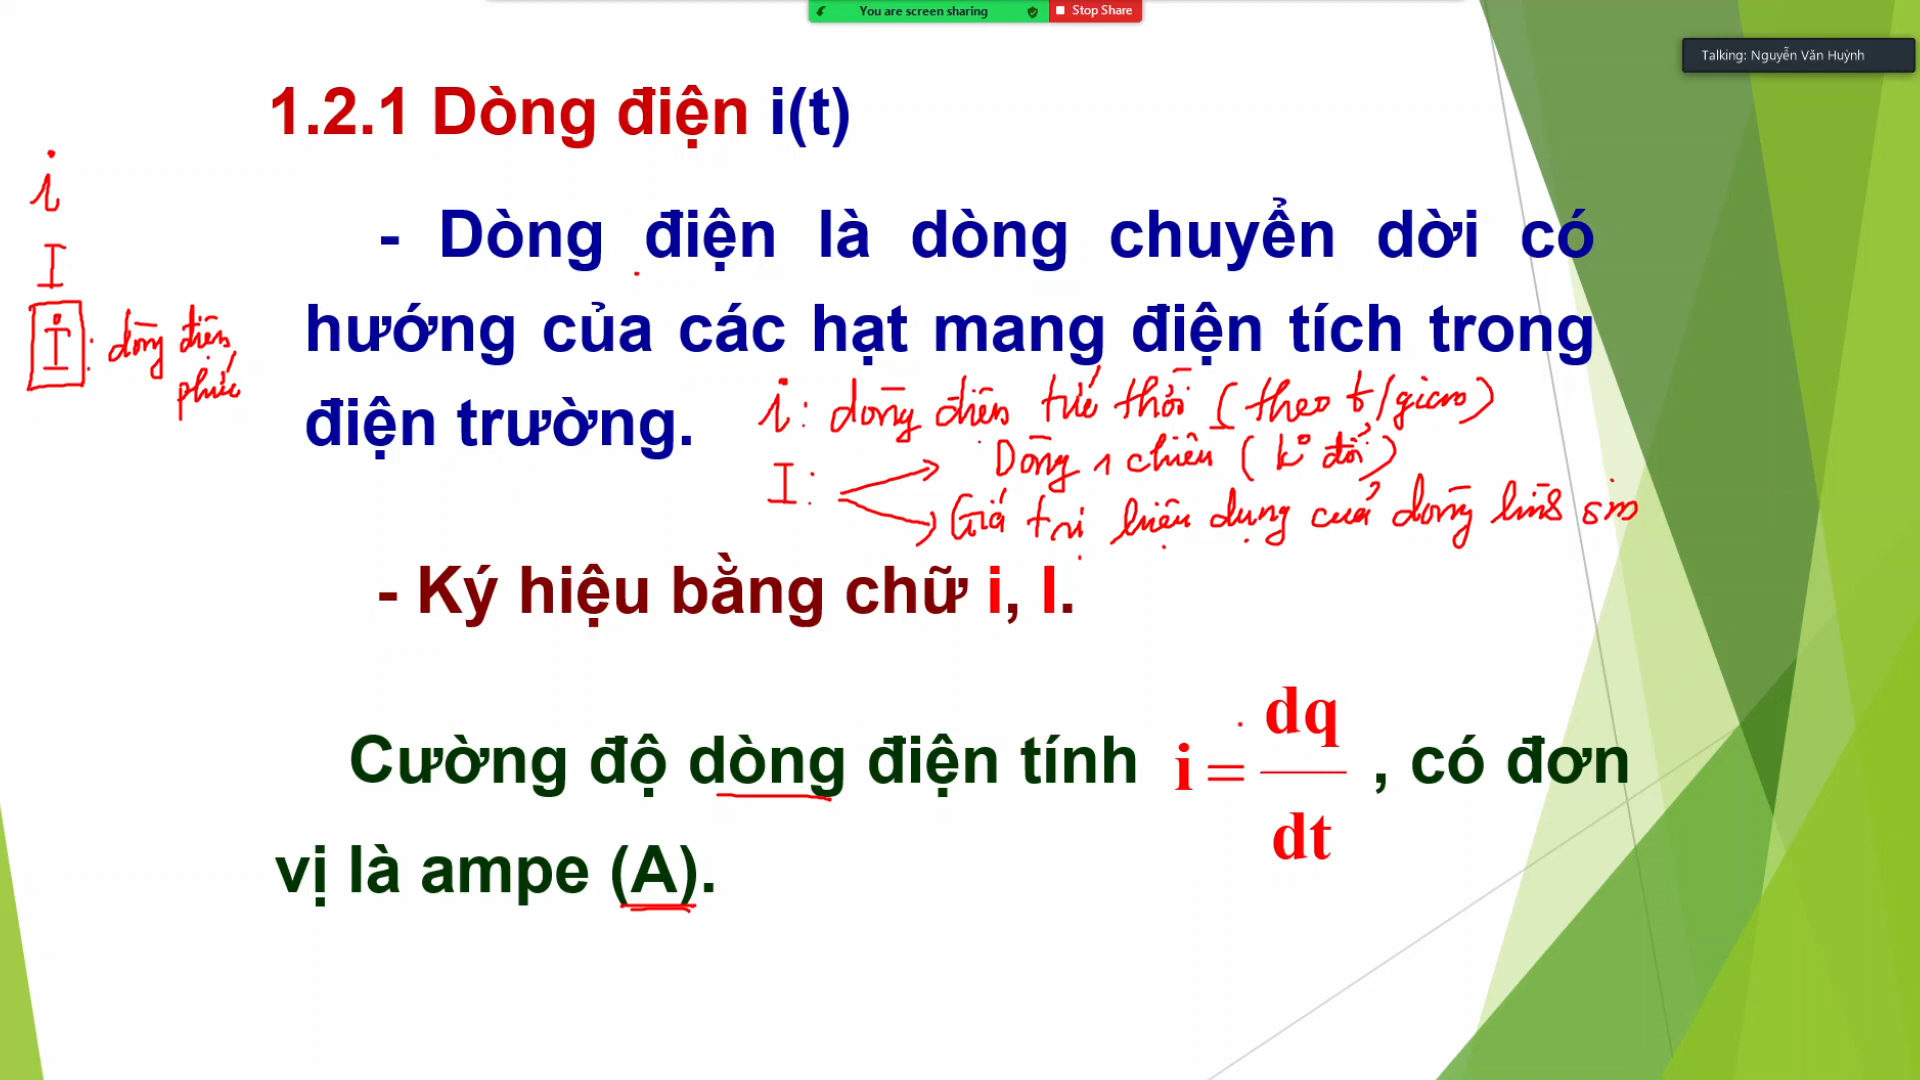 You are screen sharing Stop Share
Talking: Nguyễn Văn Huỳnh
1.2.1 Dòng điện i(t)
i
I
İ: dòng điện
phức
- Dòng điện là dòng chuyển dời có
hướng của các hạt mang điện tích trong
điện trường.
i: dòng điện tức thời (theo t/gian)
I: Dòng 1 chiều (k° đổi)
Giá trị hiệu dụng của dòng hình sin
- Ký hiệu bằng chữ i, I.
Cường độ dòng điện tính i = dq/dt , có đơn
vị là ampe (A).